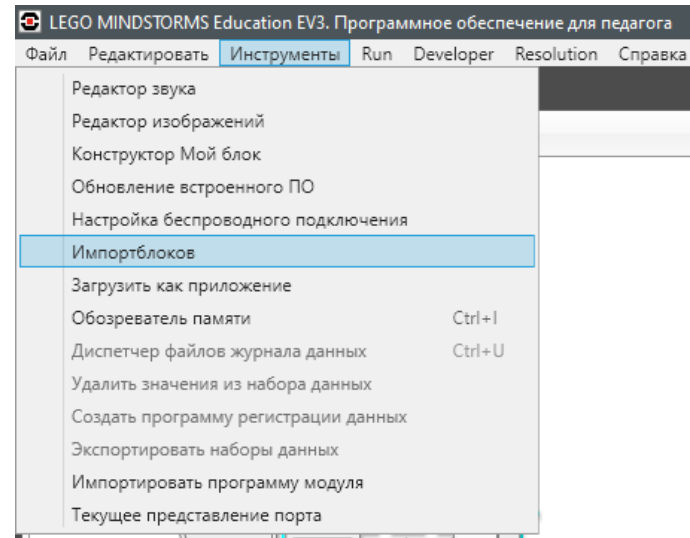 LEGO MINDSTORMS Education EV3. Программное обеспечение для педагога
Файл Редактировать Инструменты Run Developer Resolution Справка
Редактор звука
Редактор изображений
Конструктор Мой блок
Обновление встроенного ПО
Настройка беспроводного подключения
Импортблоков
Загрузить как приложение
Обозреватель памяти Ctrl+I
Диспетчер файлов журнала данных Ctrl+U
Удалить значения из набора данных
Создать программу регистрации данных
Экспортировать наборы данных
Импортировать программу модуля
Текущее представление порта